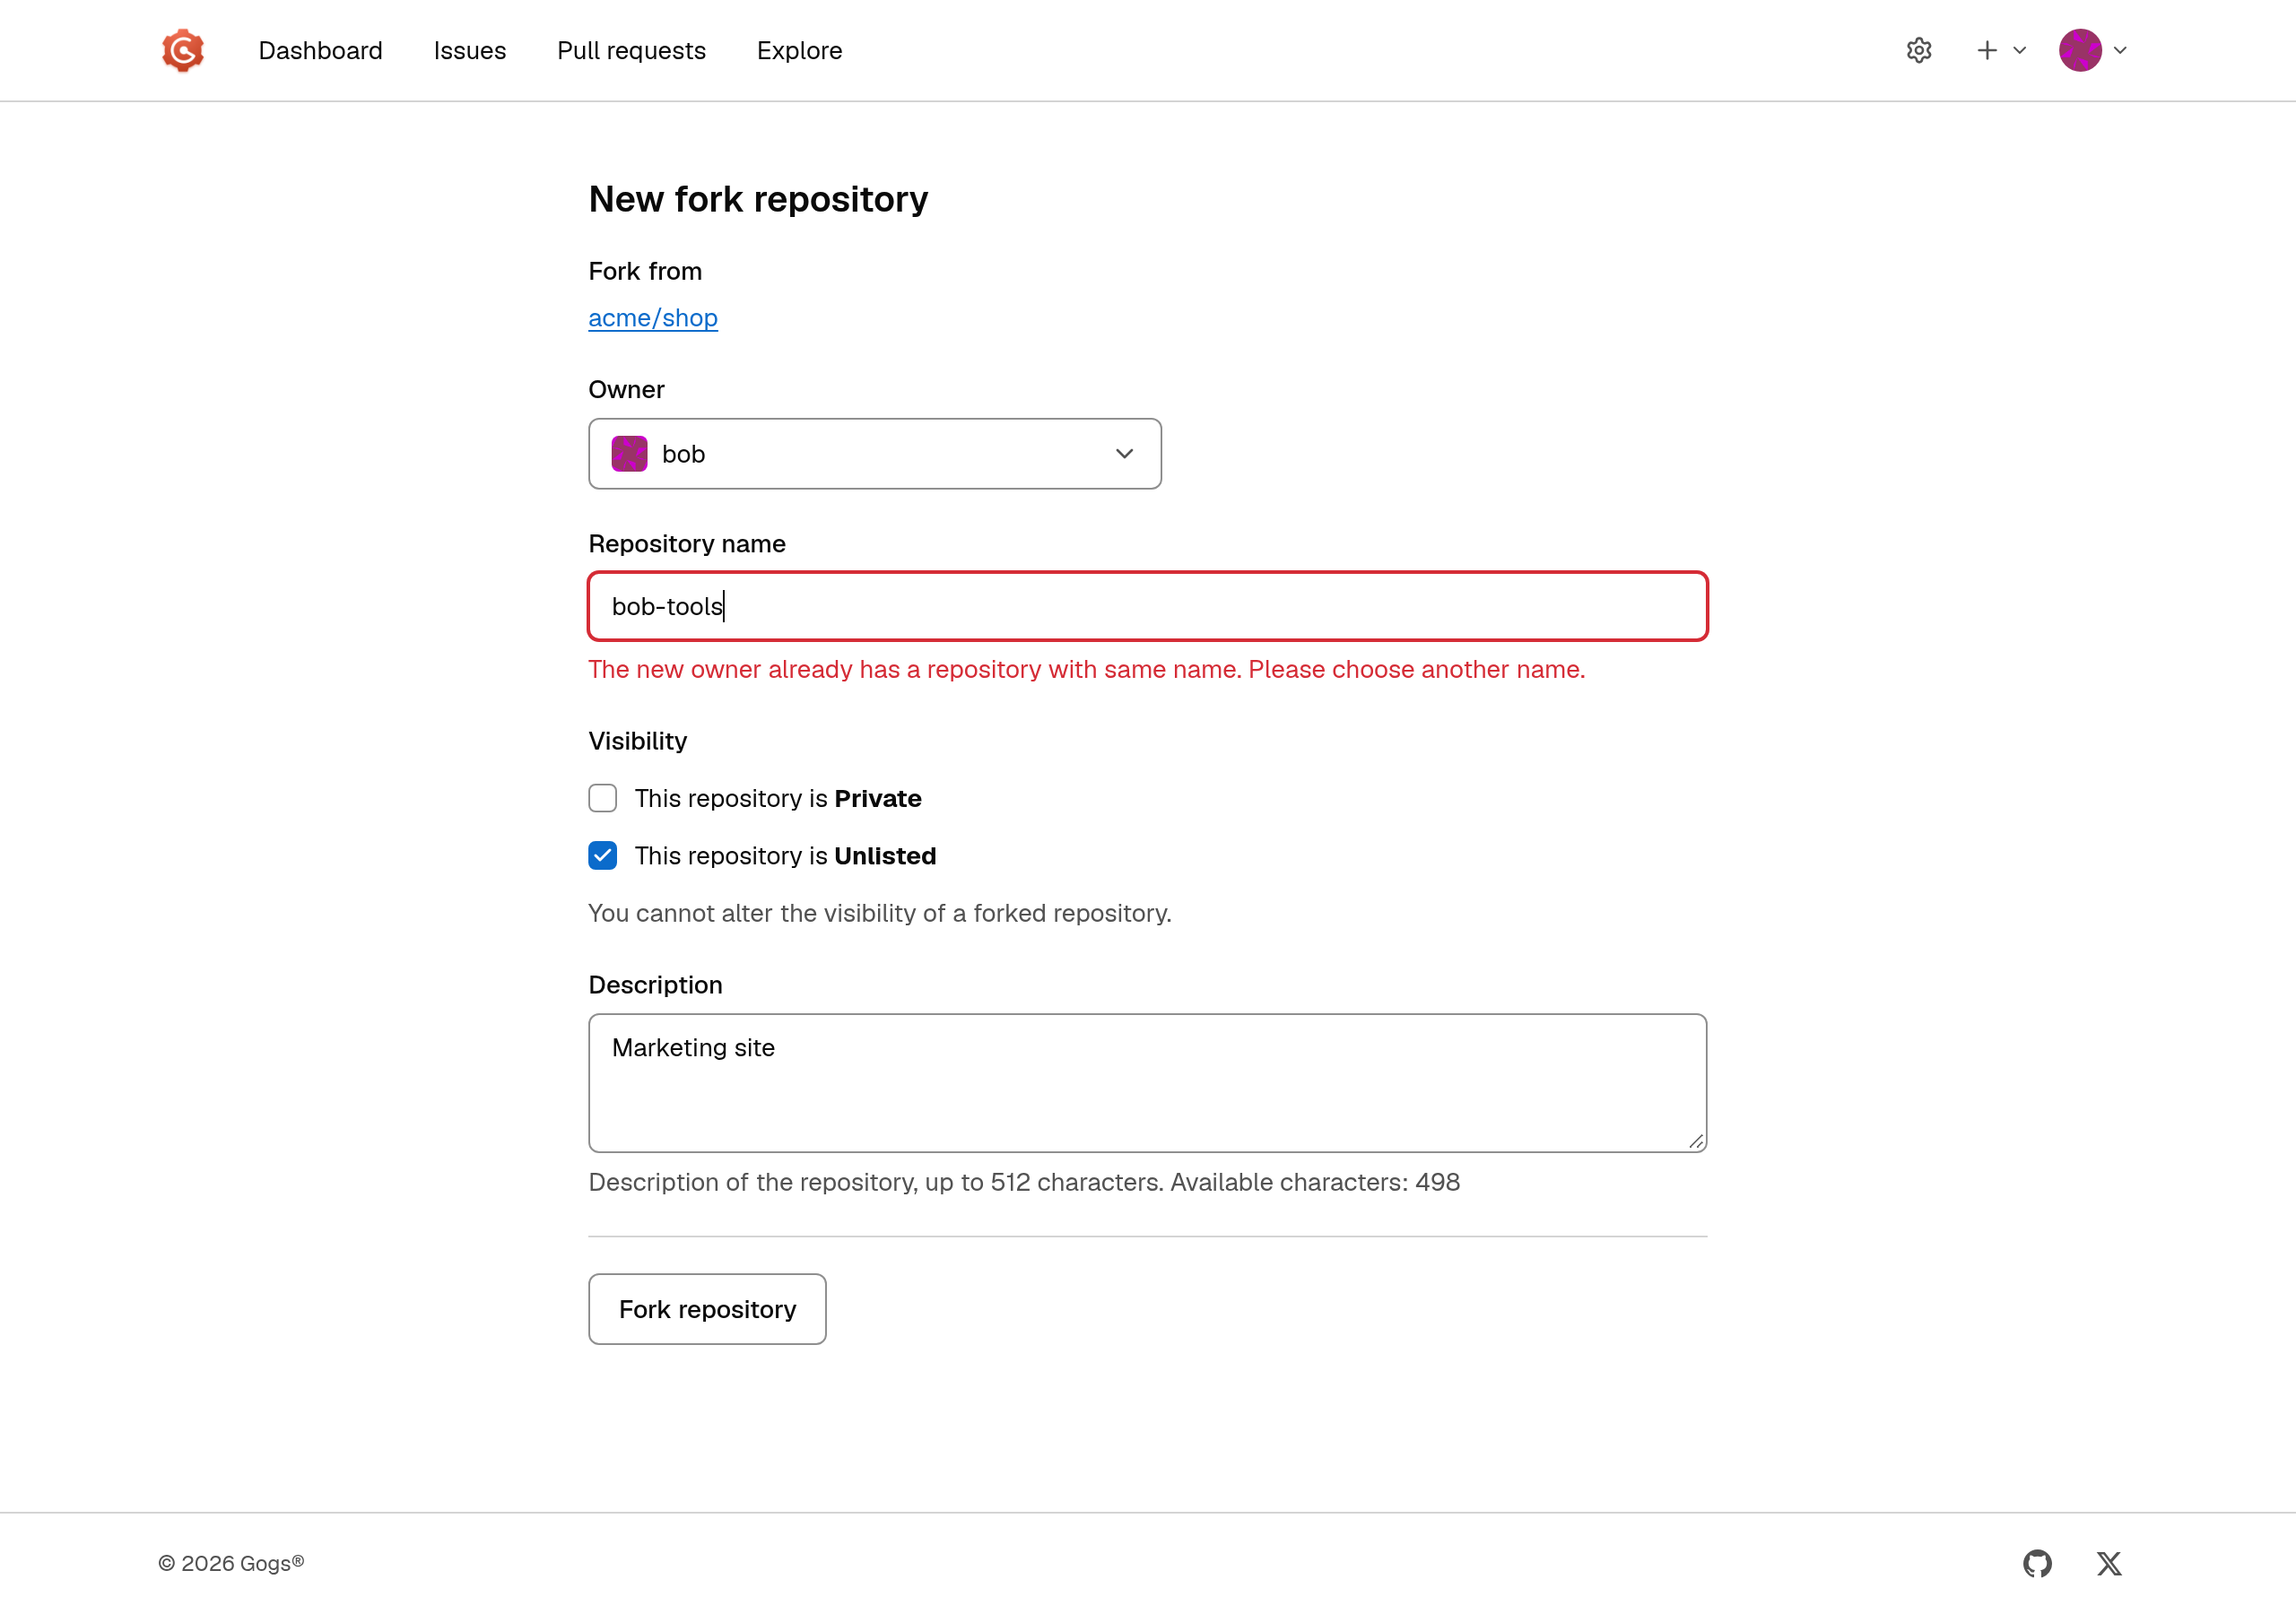 Dashboard Issues Pull requests Explore
New fork repository
Fork from
acme/shop
Owner
bob
Repository name
bob-tools
The new owner already has a repository with same name. Please choose another name.
Visibility
This repository is Private
This repository is Unlisted
You cannot alter the visibility of a forked repository.
Description
Marketing site
Description of the repository, up to 512 characters. Available characters: 498
Fork repository
© 2026 Gogs®